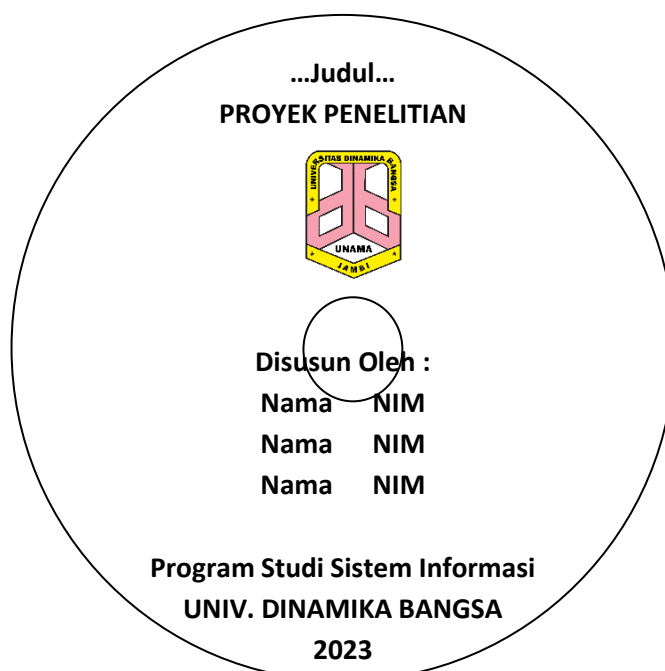 ...Judul...
PROYEK PENELITIAN
UNIVERSITAS DINAMIKA BANGSA
UNAMA
JAMBI
Disusun Oleh :
Nama NIM
Nama NIM
Nama NIM
Program Studi Sistem Informasi
UNIV. DINAMIKA BANGSA
2023